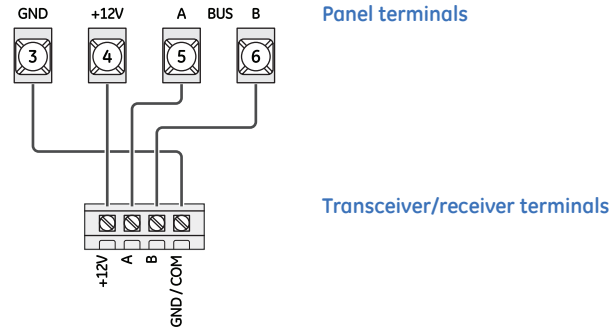 GND +12V A BUS B
Panel terminals
3 4 5 6
Transceiver/receiver terminals
+12V A B GND / COM